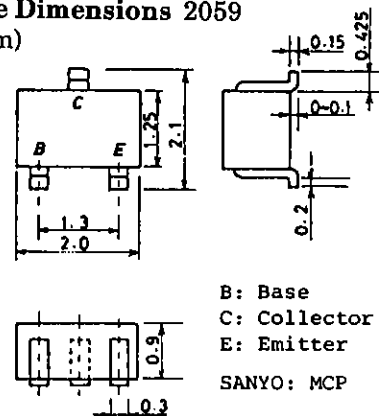 e Dimensions 2059
m)
0.15
0.425
C
B
E
1.25
2.1
0~0.1
1.3
2.0
0.2
B: Base
C: Collector
E: Emitter
SANYO: MCP
0.9
0.3